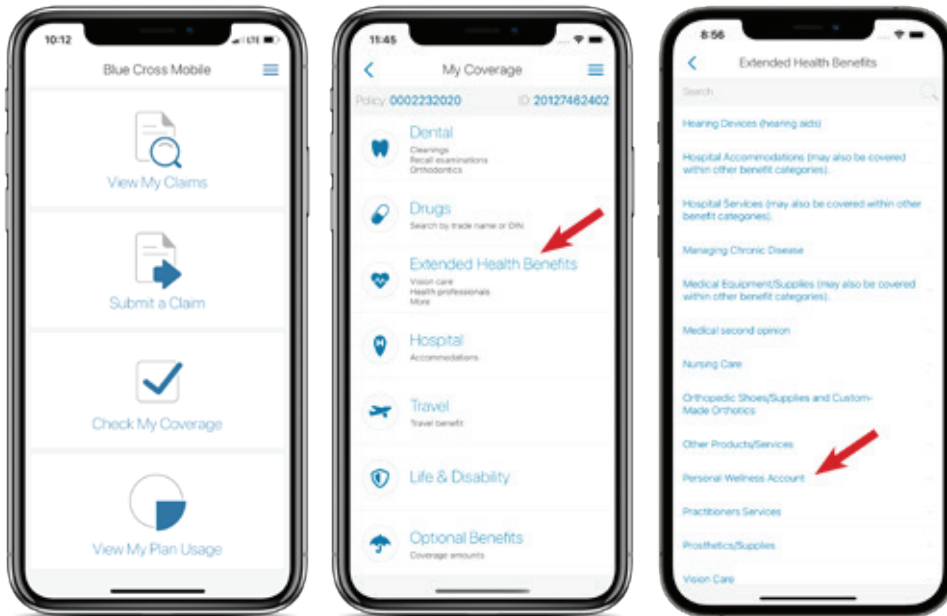 10:12
LTE
Blue Cross Mobile
View My Claims
Submit a Claim
Check My Coverage
View My Plan Usage
11:45
My Coverage
Policy 0002232020 ID 20127462402
Dental
Cleanings
Recall examinations
Orthodontics
Drugs
Search by trade name or DIN
Extended Health Benefits
Vision care
Health professionals
More
Hospital
Accommodations
Travel
Travel benefit
Life & Disability
Optional Benefits
Coverage amounts
8:56
Extended Health Benefits
Search
Hearing Devices (hearing aids)
Hospital Accommodations (may also be covered
within other benefit categories).
Hospital Services (may also be covered within other
benefit categories).
Managing Chronic Disease
Medical Equipment/Supplies (may also be covered
within other benefit categories).
Medical second opinion
Nursing Care
Orthopedic Shoes/Supplies and Custom-
Made Orthotics
Other Products/Services
Personal Wellness Account
Practitioners Services
Prosthetics/Supplies
Vision Care